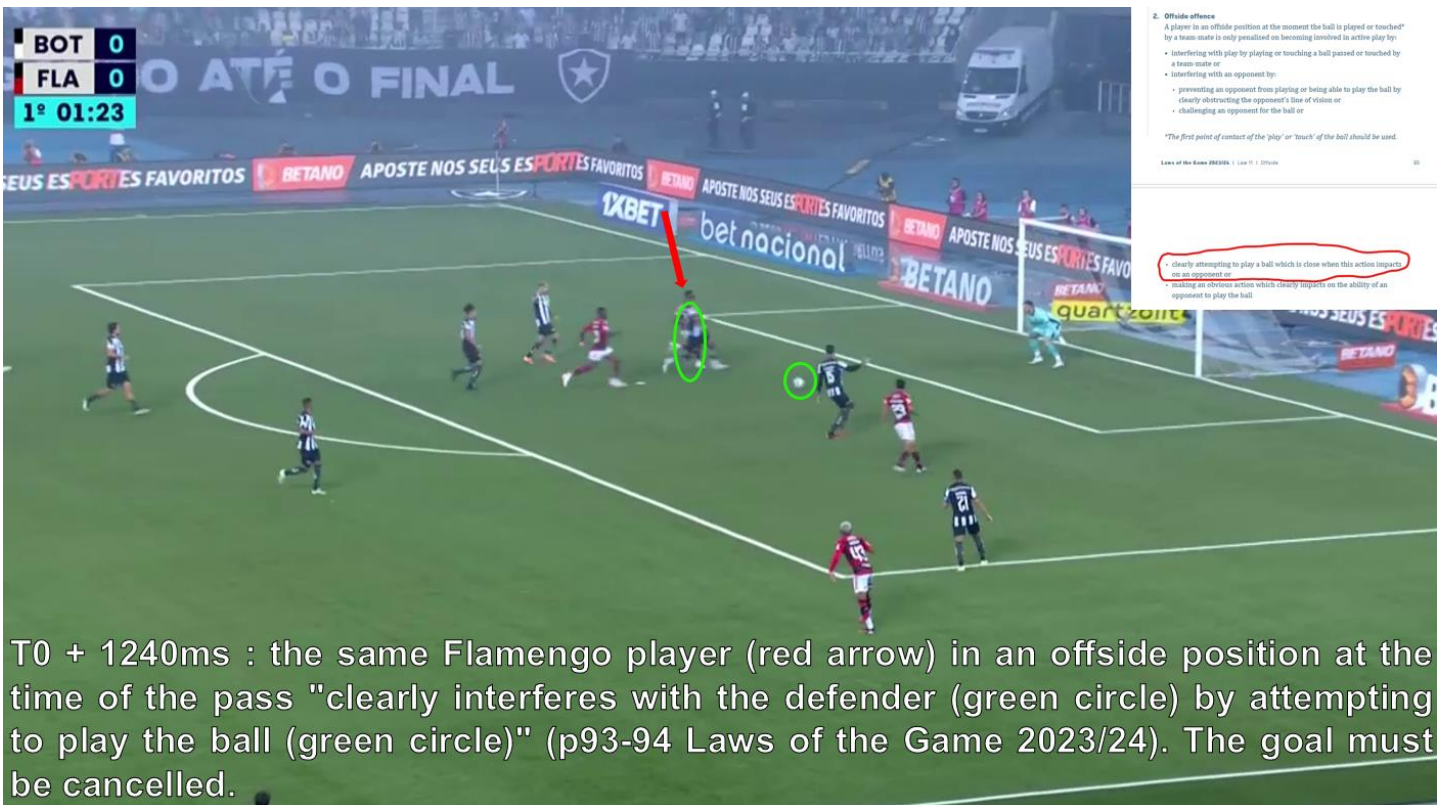 BOT 0
FLA 0
1º 01:23
O ATÉ O FINAL
SEUS ESPORTES FAVORITOS BETANO APOSTE NOS SEUS ESPORTES FAVORITOS BETANO APOSTE NOS SEUS ESPORTES FAVORITOS BETANO APOSTE NOS SEUS ESPORTES FAVO
1XBET
betnacional
BETANO
BETANO
quartzolit
SEUS ESPORTES
BETANO
43
21
2. Offside offence
A player in an offside position at the moment the ball is played or touched*
by a team-mate is only penalised on becoming involved in active play by:
• interfering with play by playing or touching a ball passed or touched by
a team-mate or
• interfering with an opponent by:
• preventing an opponent from playing or being able to play the ball by
clearly obstructing the opponent's line of vision or
• challenging an opponent for the ball or
*The first point of contact of the 'play' or 'touch' of the ball should be used.
Laws of the Game 2023/24 | Law 11 | Offside
• clearly attempting to play a ball which is close when this action impacts
on an opponent or
• making an obvious action which clearly impacts on the ability of an
opponent to play the ball
T0 + 1240ms : the same Flamengo player (red arrow) in an offside position at the
time of the pass "clearly interferes with the defender (green circle) by attempting
to play the ball (green circle)" (p93-94 Laws of the Game 2023/24). The goal must
be cancelled.